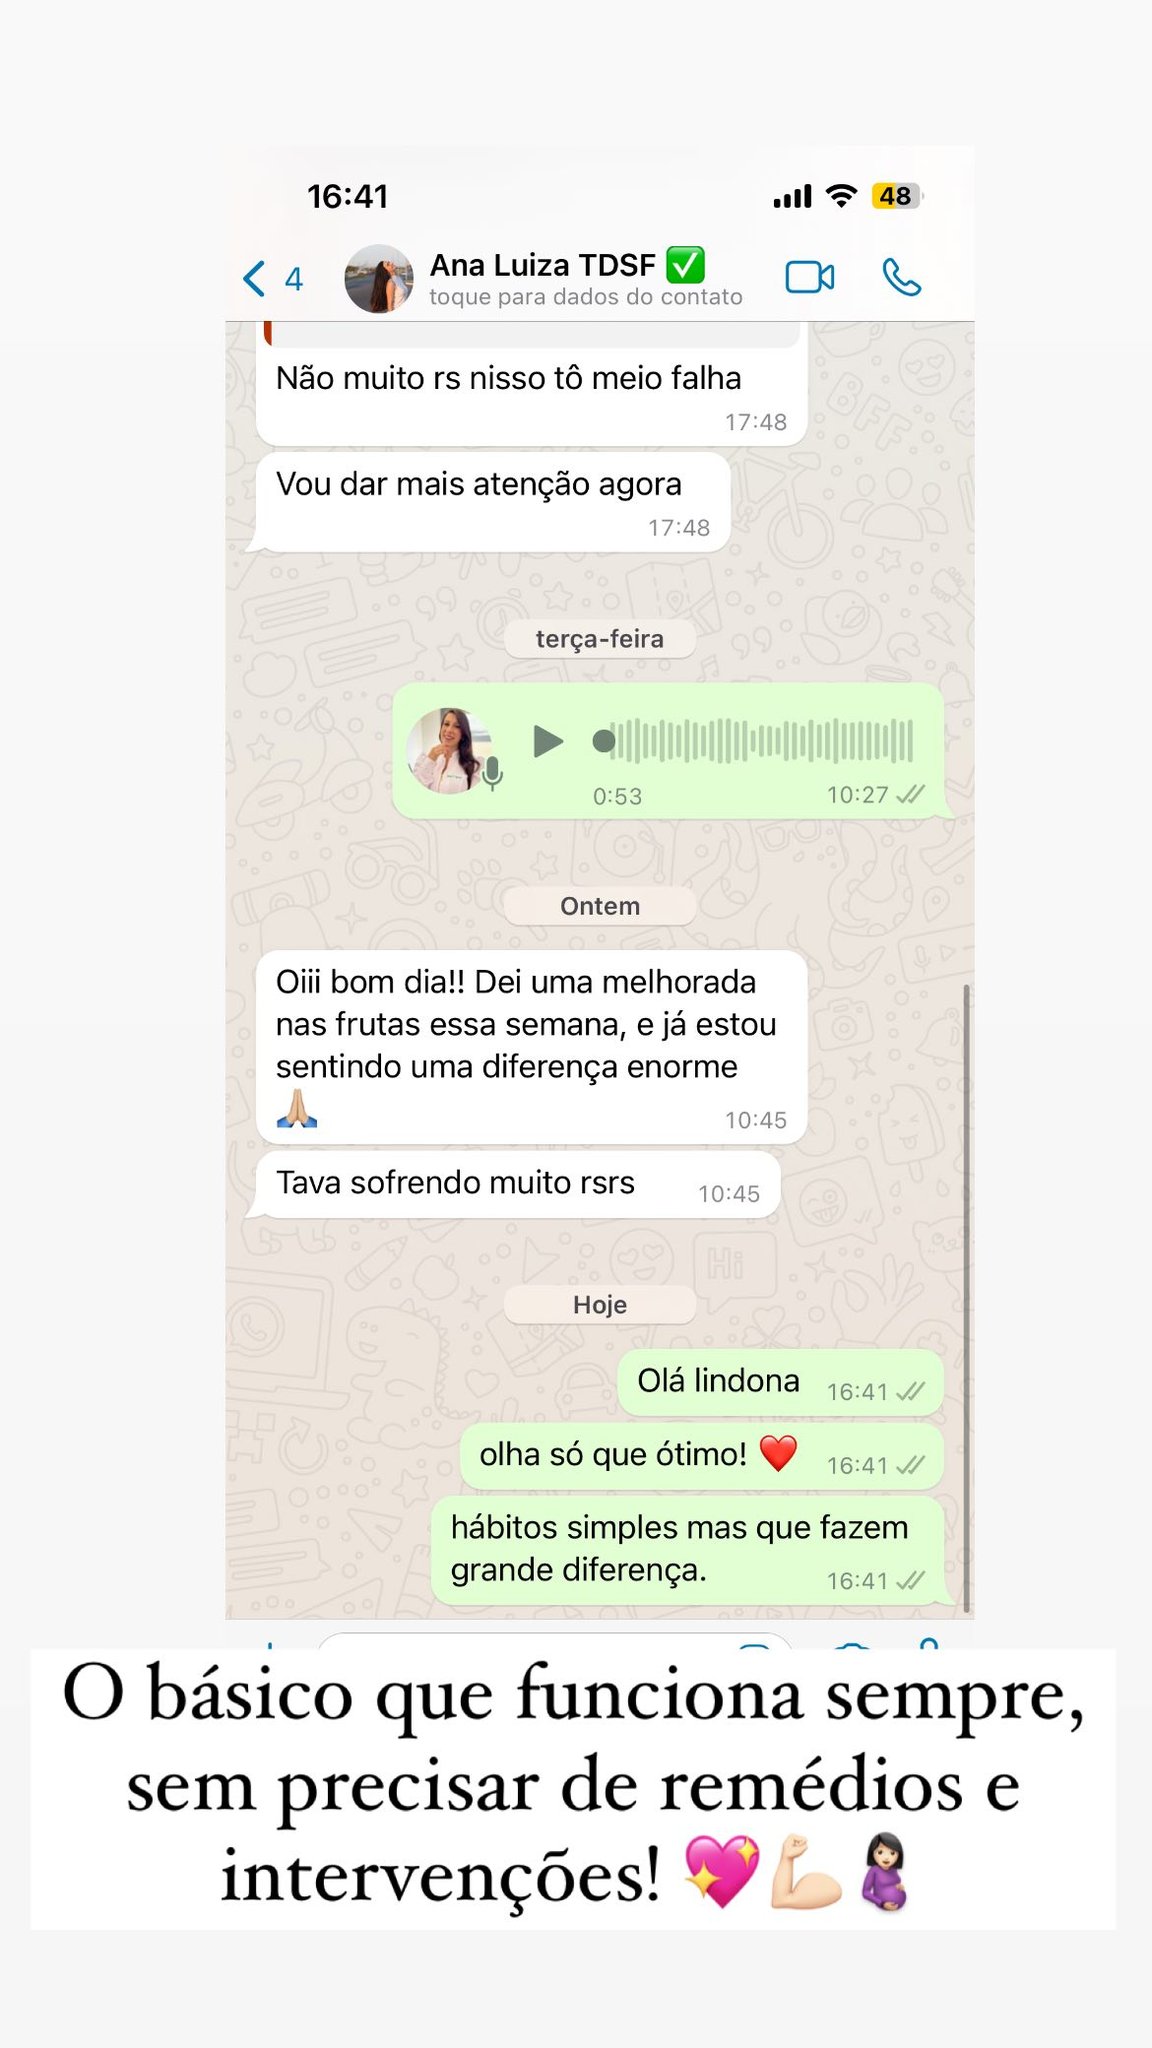 16:41
48
4
Ana Luiza TDSF ✅
toque para dados do contato
Não muito rs nisso tô meio falha
17:48
Vou dar mais atenção agora
17:48
terça-feira
0:53
10:27
Ontem
Oiii bom dia!! Dei uma melhorada
nas frutas essa semana, e já estou
sentindo uma diferença enorme
🙏🏼
10:45
Tava sofrendo muito rsrs
10:45
Hoje
Olá lindona
16:41
olha só que ótimo! ❤️
16:41
hábitos simples mas que fazem
grande diferença.
16:41
O básico que funciona sempre,
sem precisar de remédios e
intervenções! 💖💪🏻🤰🏻